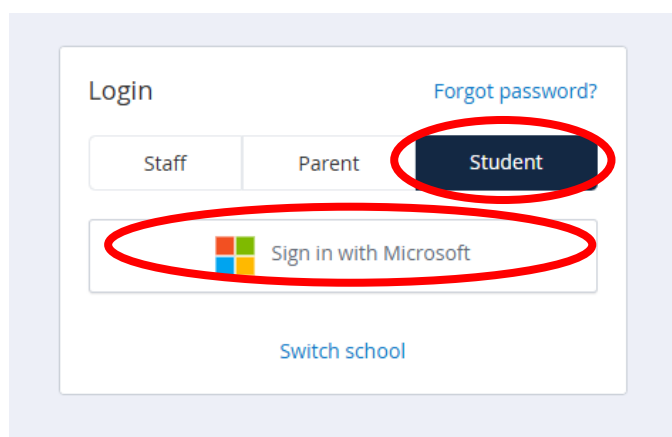 Login Forgot password?
Staff Parent Student
Sign in with Microsoft
Switch school